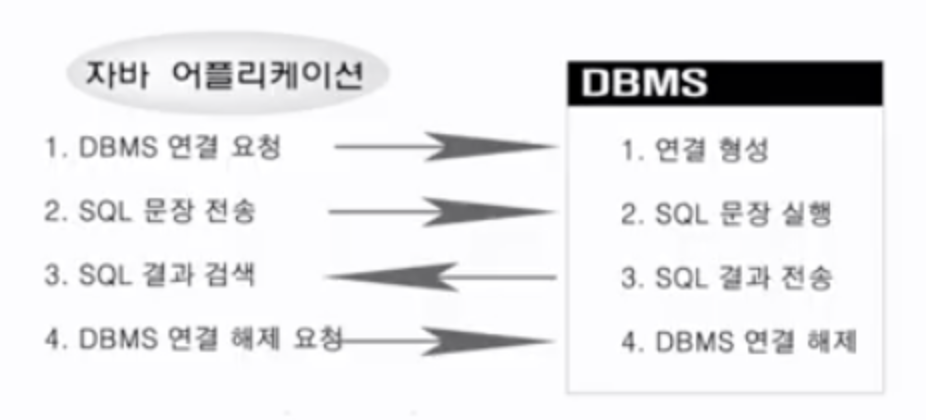 자바 어플리케이션
DBMS
1. DBMS 연결 요청
1. 연결 형성
2. SQL 문장 전송
2. SQL 문장 실행
3. SQL 결과 검색
3. SQL 결과 전송
4. DBMS 연결 해제 요청
4. DBMS 연결 해제